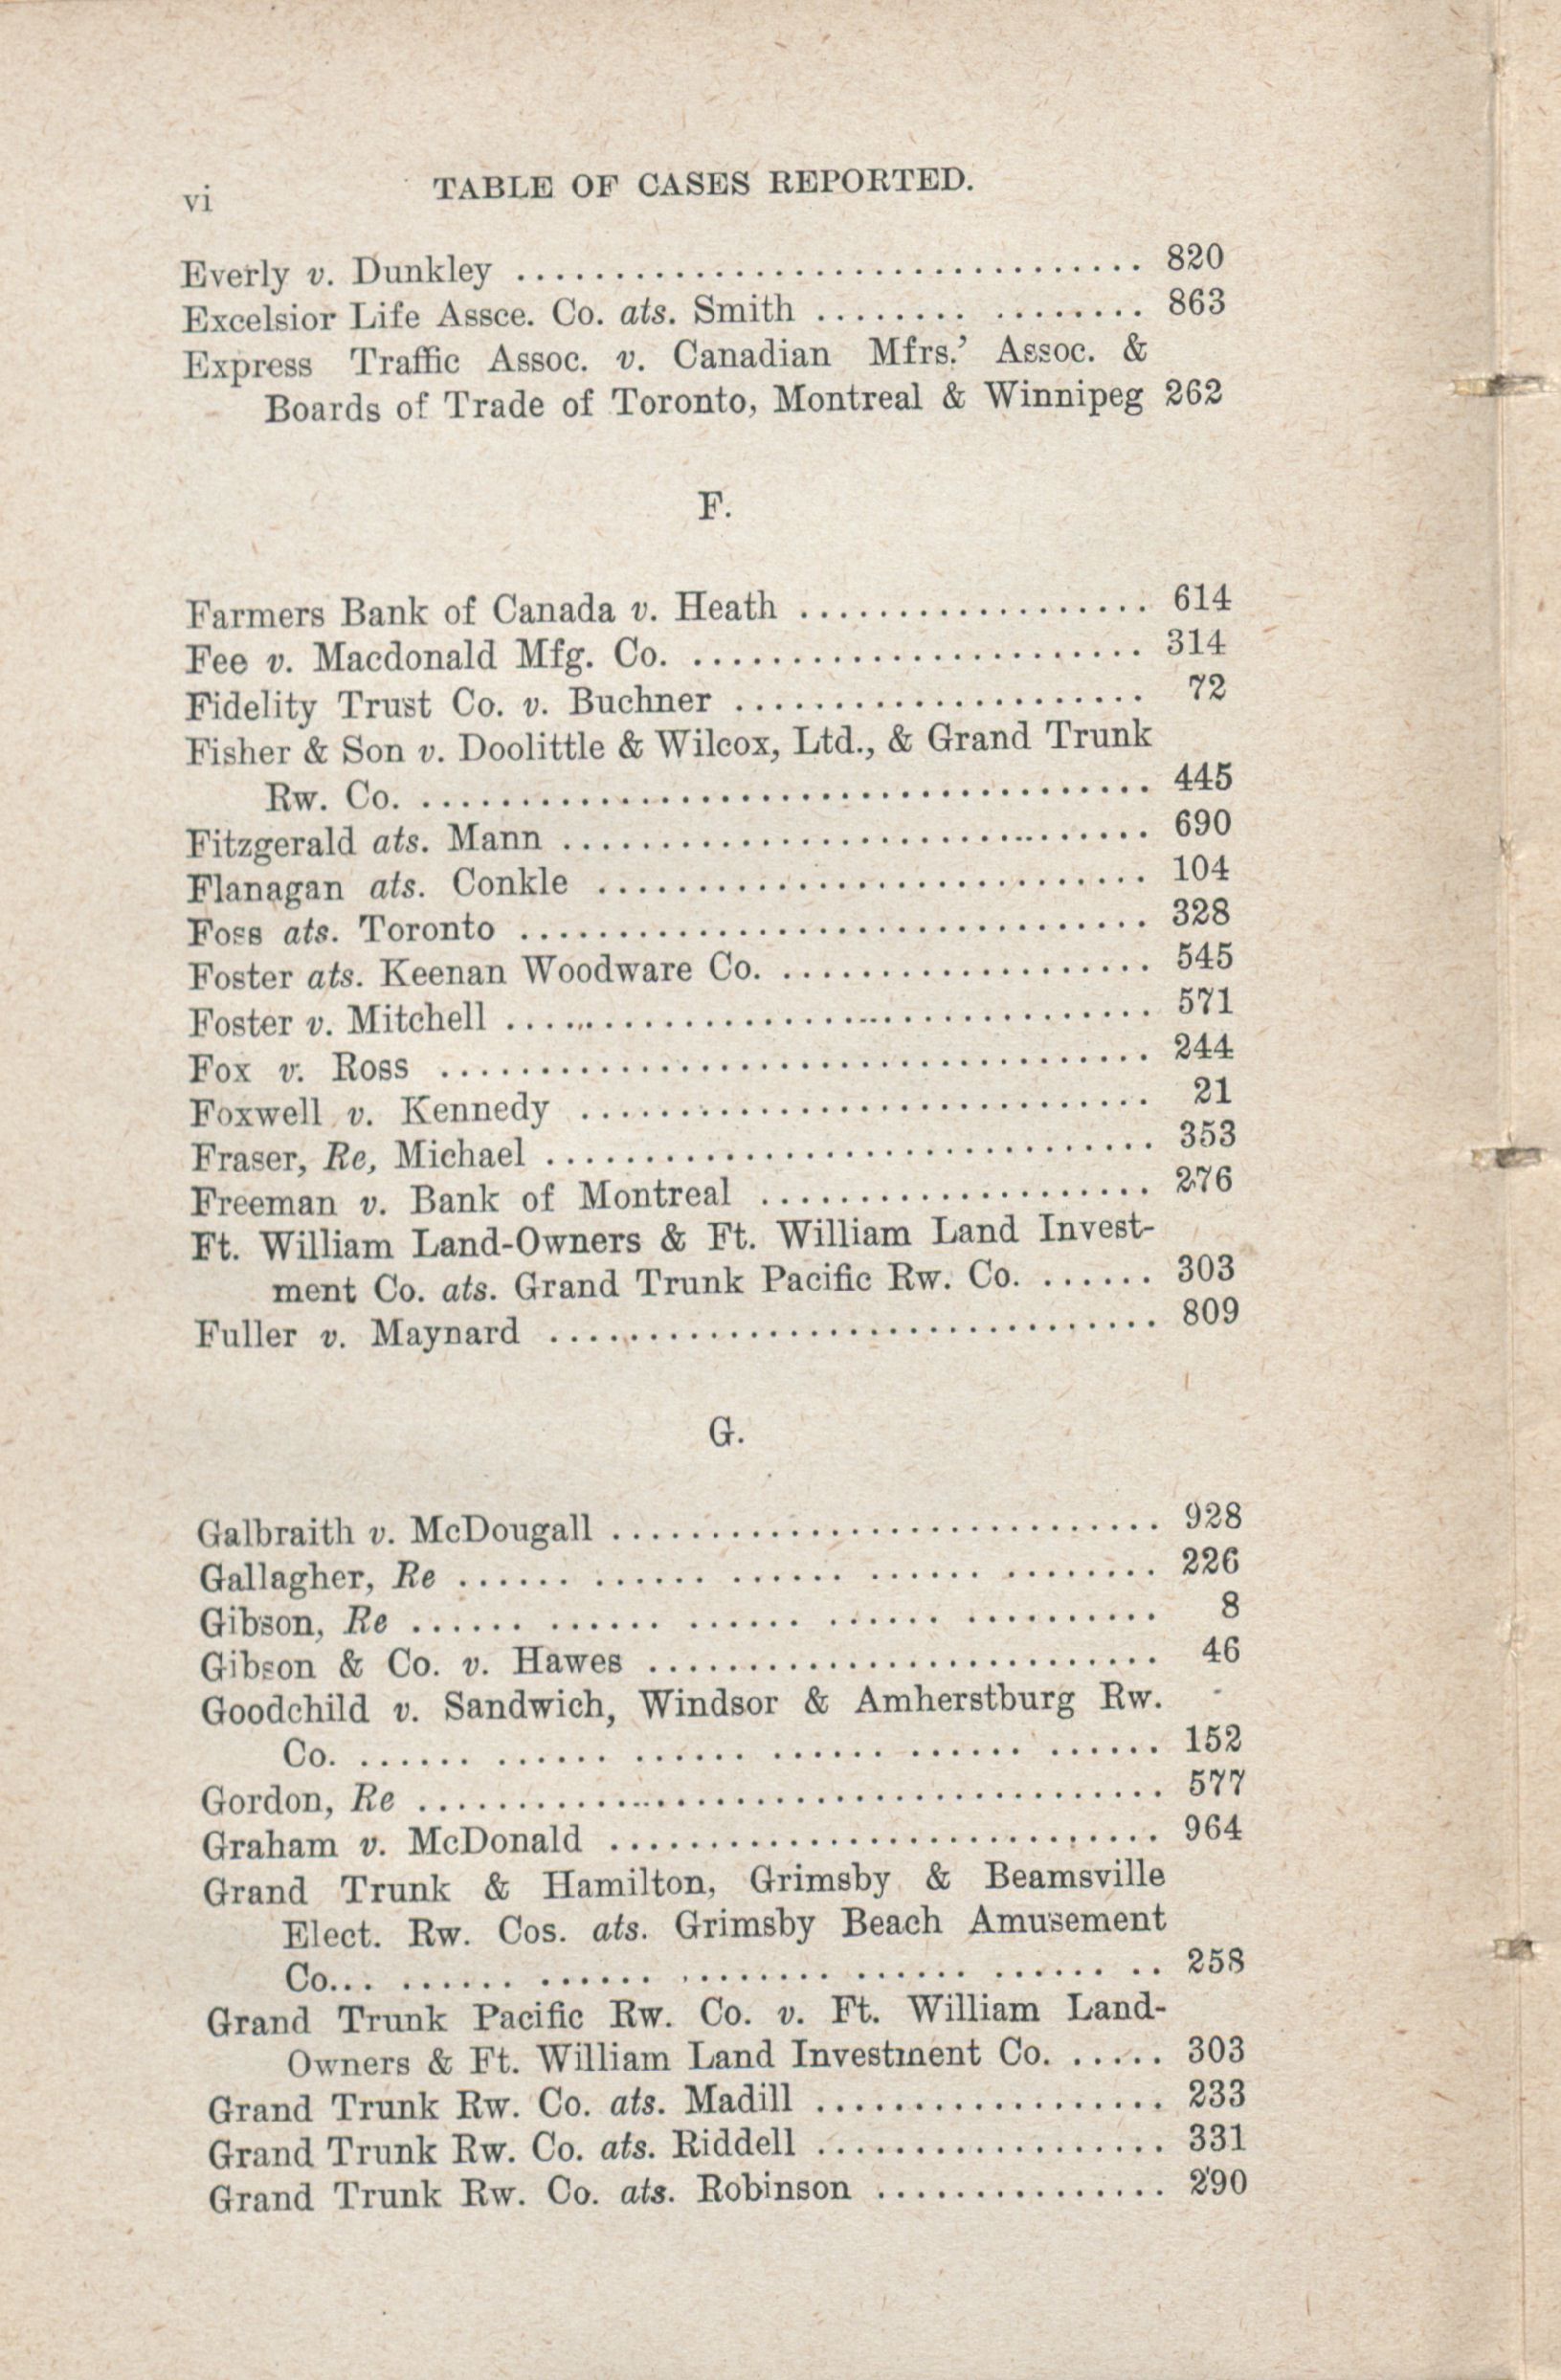 vi TABLE OF CASES REPORTED.
Everly v. Dunkley ................................ 820
Excelsior Life Assce. Co. ats. Smith ........ ........ 863
Express Traffic Assoc. v. Canadian Mfrs.' Assoc. &
Boards of Trade of Toronto, Montreal & Winnipeg 262
F.
Farmers Bank of Canada v. Heath .................. 614
Fee v. Macdonald Mfg. Co. ....................... 314
Fidelity Trust Co. v. Buchner ..................... 72
Fisher & Son v. Doolittle & Wilcox, Ltd., & Grand Trunk
Rw. Co. ..................................... 445
Fitzgerald ats. Mann .............................. 690
Flanagan ats. Conkle ............................ 104
Foss ats. Toronto ................................ 328
Foster ats. Keenan Woodware Co. ................... 545
Foster v. Mitchell ................................. 571
Fox v. Ross .................................... 244
Foxwell v. Kennedy ............................. 21
Fraser, Re, Michael ............................... 353
Freeman v. Bank of Montreal .................... 276
Ft. William Land-Owners & Ft. William Land Invest-
ment Co. ats. Grand Trunk Pacific Rw. Co. ...... 303
Fuller v. Maynard ............................... 809
G.
Galbraith v. McDougall ............................ 928
Gallagher, Re ...... ...... ...... ...... ........ 226
Gibson, Re ...... ...... ...... ...... .......... 8
Gibson & Co. v. Hawes .......................... 46
Goodchild v. Sandwich, Windsor & Amherstburg Rw.
Co. ...... ...... ...... ...... ...... ...... 152
Gordon, Re ...................................... 577
Graham v. McDonald ............................ 964
Grand Trunk & Hamilton, Grimsby & Beamsville
Elect. Rw. Cos. ats. Grimsby Beach Amusement
Co... ...... ...... ........ ...... ...... .. 258
Grand Trunk Pacific Rw. Co. v. Ft. William Land-
Owners & Ft. William Land Investment Co. ..... 303
Grand Trunk Rw. Co. ats. Madill .................. 233
Grand Trunk Rw. Co. ats. Riddell .................. 331
Grand Trunk Rw. Co. ats. Robinson ............... 290